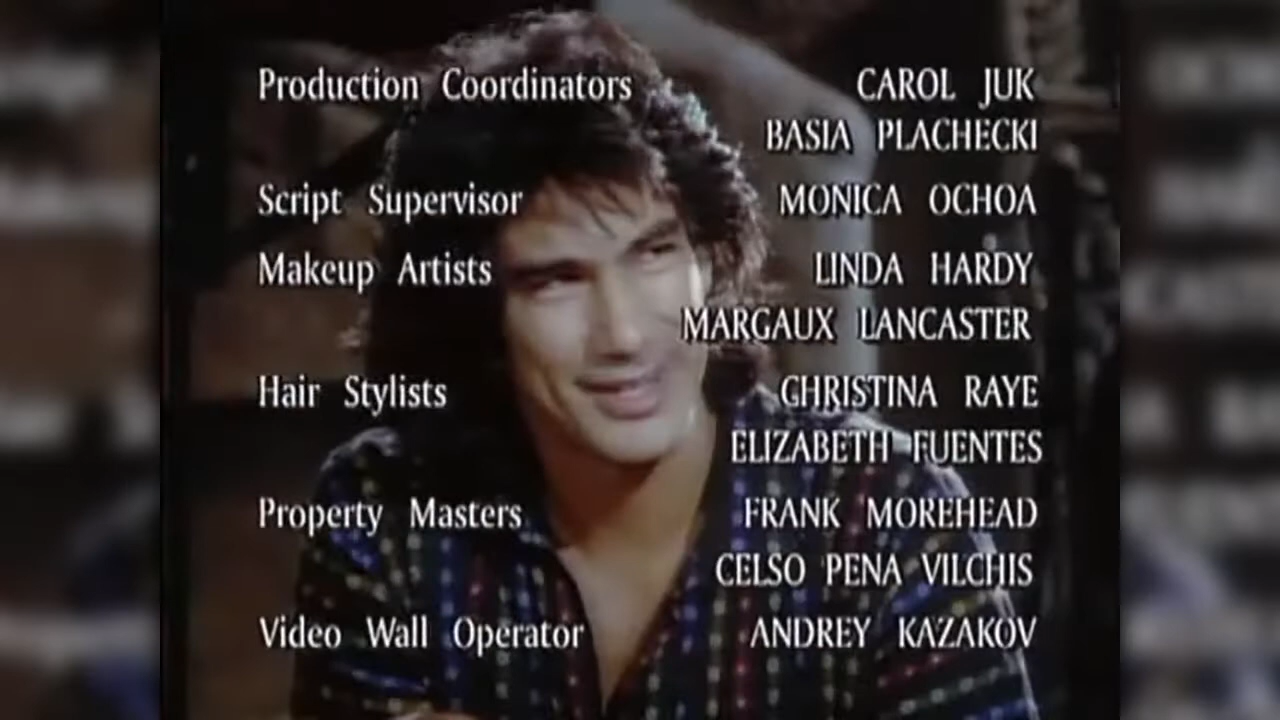 Production Coordinators CAROL JUK
BASIA PLACHECKI
Script Supervisor MONICA OCHOA
Makeup Artists LINDA HARDY
MARGAUX LANCASTER
Hair Stylists CHRISTINA RAYE
ELIZABETH FUENTES
Property Masters FRANK MOREHEAD
CELSO PENA VILCHIS
Video Wall Operator ANDREY KAZAKOV